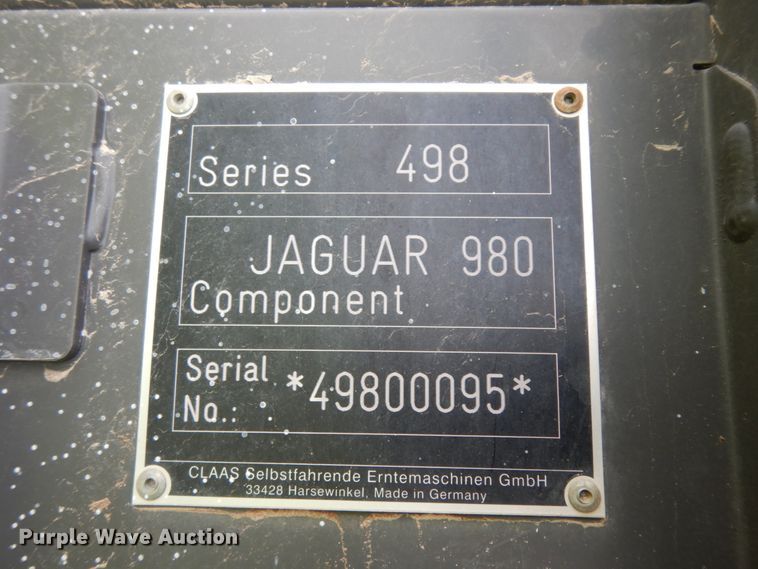 Series 498
JAGUAR 980
Component
Serial
No.: *49800095*
CLAAS Selbstfahrende Erntemaschinen GmbH
33428 Harsewinkel, Made in Germany
Purple Wave Auction